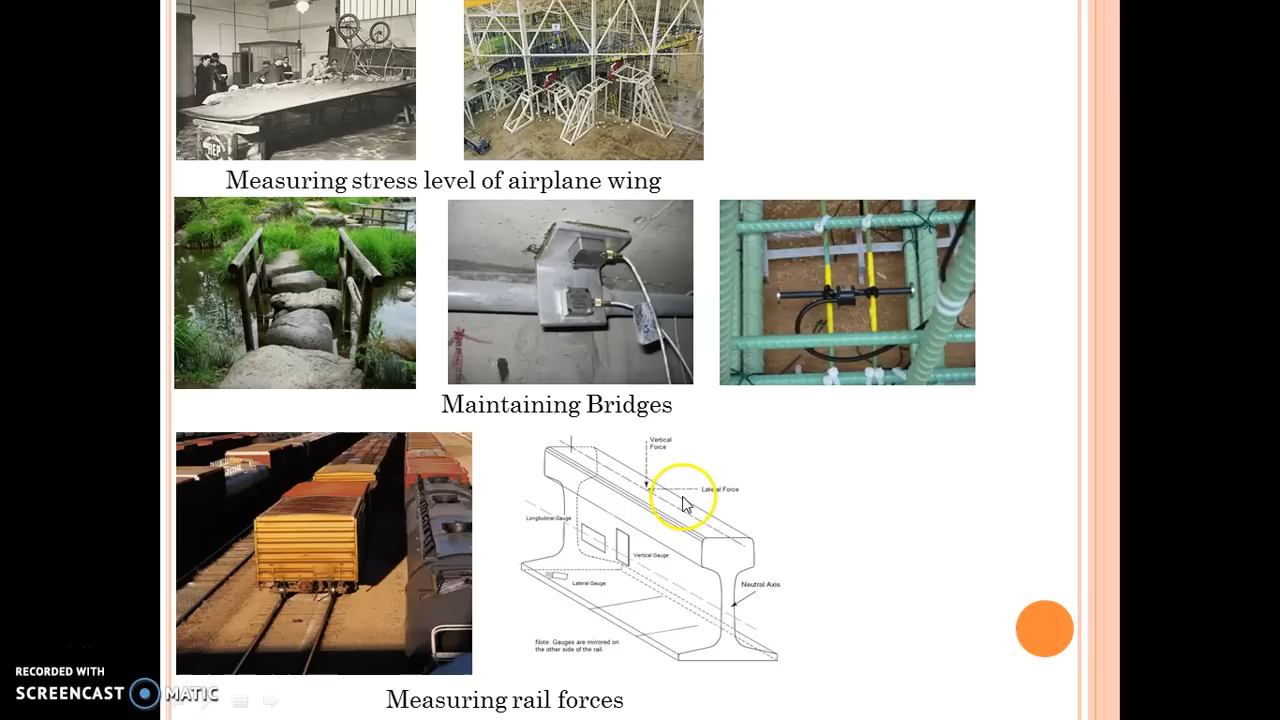 REP
Measuring stress level of airplane wing
Maintaining Bridges
Vertical
Force
Lateral Force
Longitudinal Gauge
Vertical Gauge
Lateral Gauge
Neutral Axis
Note: Gauges are mirrored on
the other side of the rail.
Measuring rail forces
RECORDED WITH
SCREENCAST MATIC